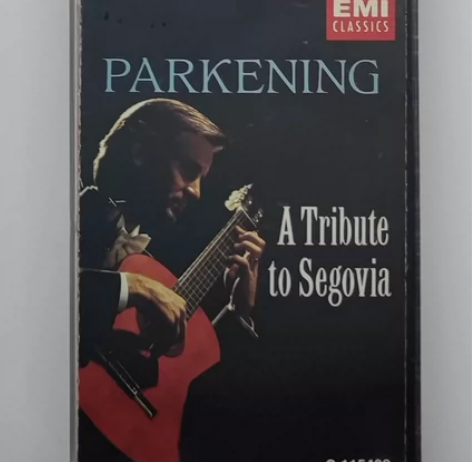 EMI
CLASSICS
PARKENING
A Tribute
to Segovia